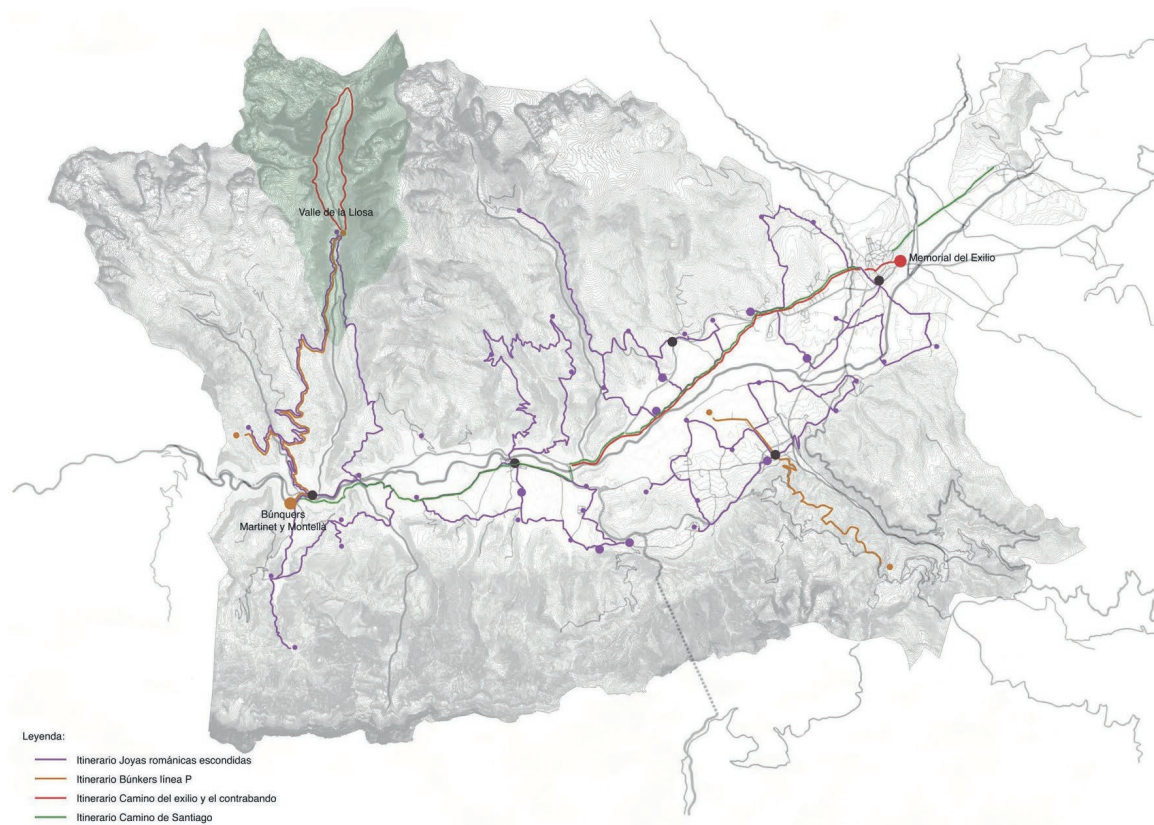 Valle de la Llosa
Memorial del Exilio
Búnquers
Martinet y Montellà
Leyenda:
Itinerario Joyas románicas escondidas
Itinerario Búnkers línea P
Itinerario Camino del exilio y el contrabando
Itinerario Camino de Santiago